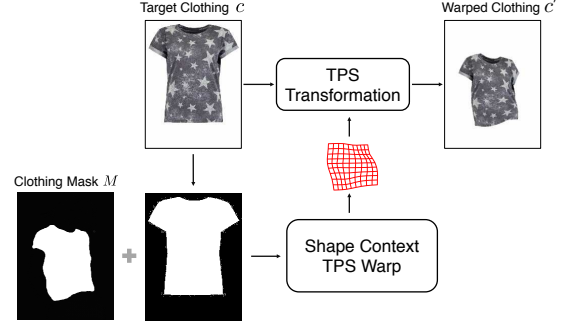 Target Clothing c
Warped Clothing c′
TPS
Transformation
Clothing Mask M
Shape Context
TPS Warp